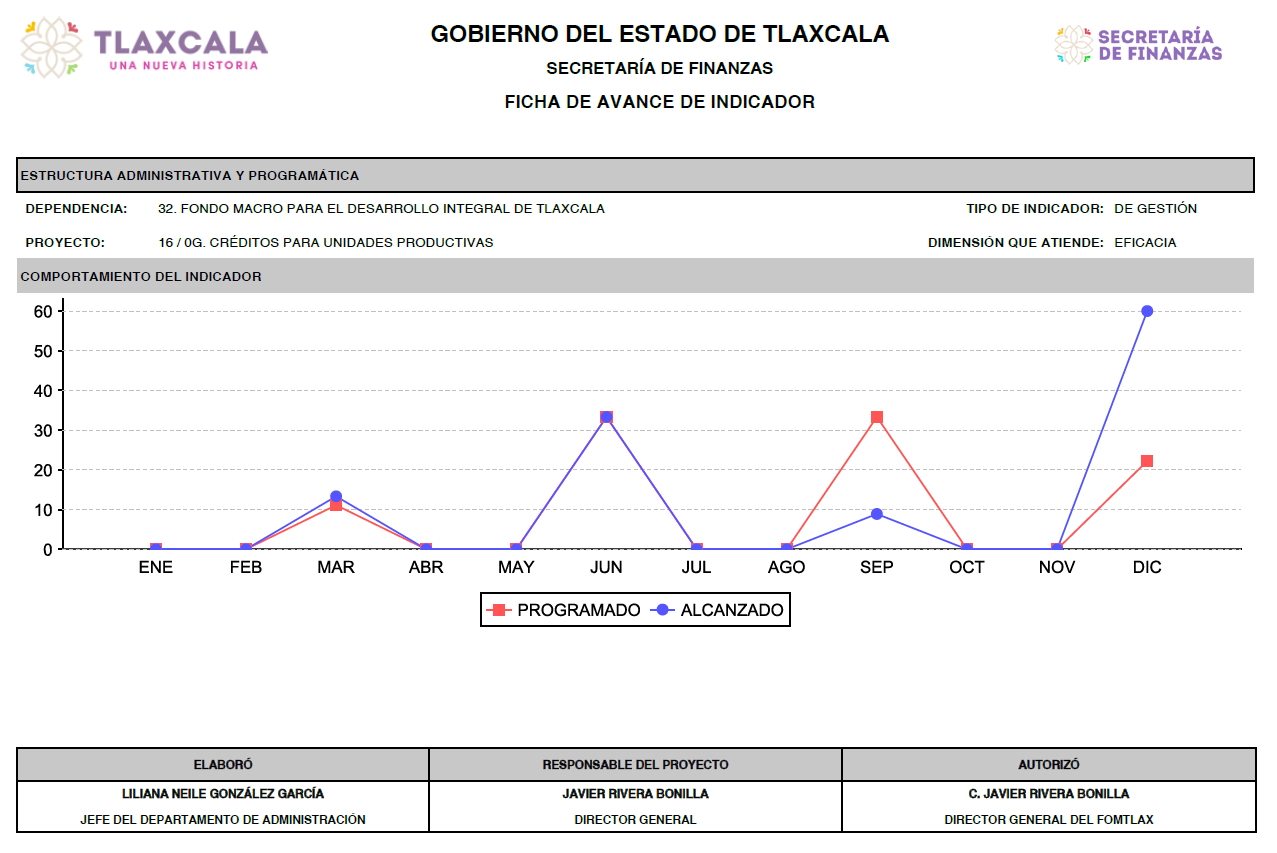 TLAXCALA
UNA NUEVA HISTORIA
GOBIERNO DEL ESTADO DE TLAXCALA
SECRETARÍA DE FINANZAS
FICHA DE AVANCE DE INDICADOR
SECRETARÍA
DE FINANZAS
ESTRUCTURA ADMINISTRATIVA Y PROGRAMÁTICA
DEPENDENCIA: 32. FONDO MACRO PARA EL DESARROLLO INTEGRAL DE TLAXCALA TIPO DE INDICADOR: DE GESTIÓN
PROYECTO: 16 / 0G. CRÉDITOS PARA UNIDADES PRODUCTIVAS DIMENSIÓN QUE ATIENDE: EFICACIA
COMPORTAMIENTO DEL INDICADOR
60
50
40
30
20
10
0
ENE FEB MAR ABR MAY JUN JUL AGO SEP OCT NOV DIC
PROGRAMADO ALCANZADO
ELABORÓ RESPONSABLE DEL PROYECTO AUTORIZÓ
LILIANA NEILE GONZÁLEZ GARCÍA JAVIER RIVERA BONILLA C. JAVIER RIVERA BONILLA
JEFE DEL DEPARTAMENTO DE ADMINISTRACIÓN DIRECTOR GENERAL DIRECTOR GENERAL DEL FOMTLAX